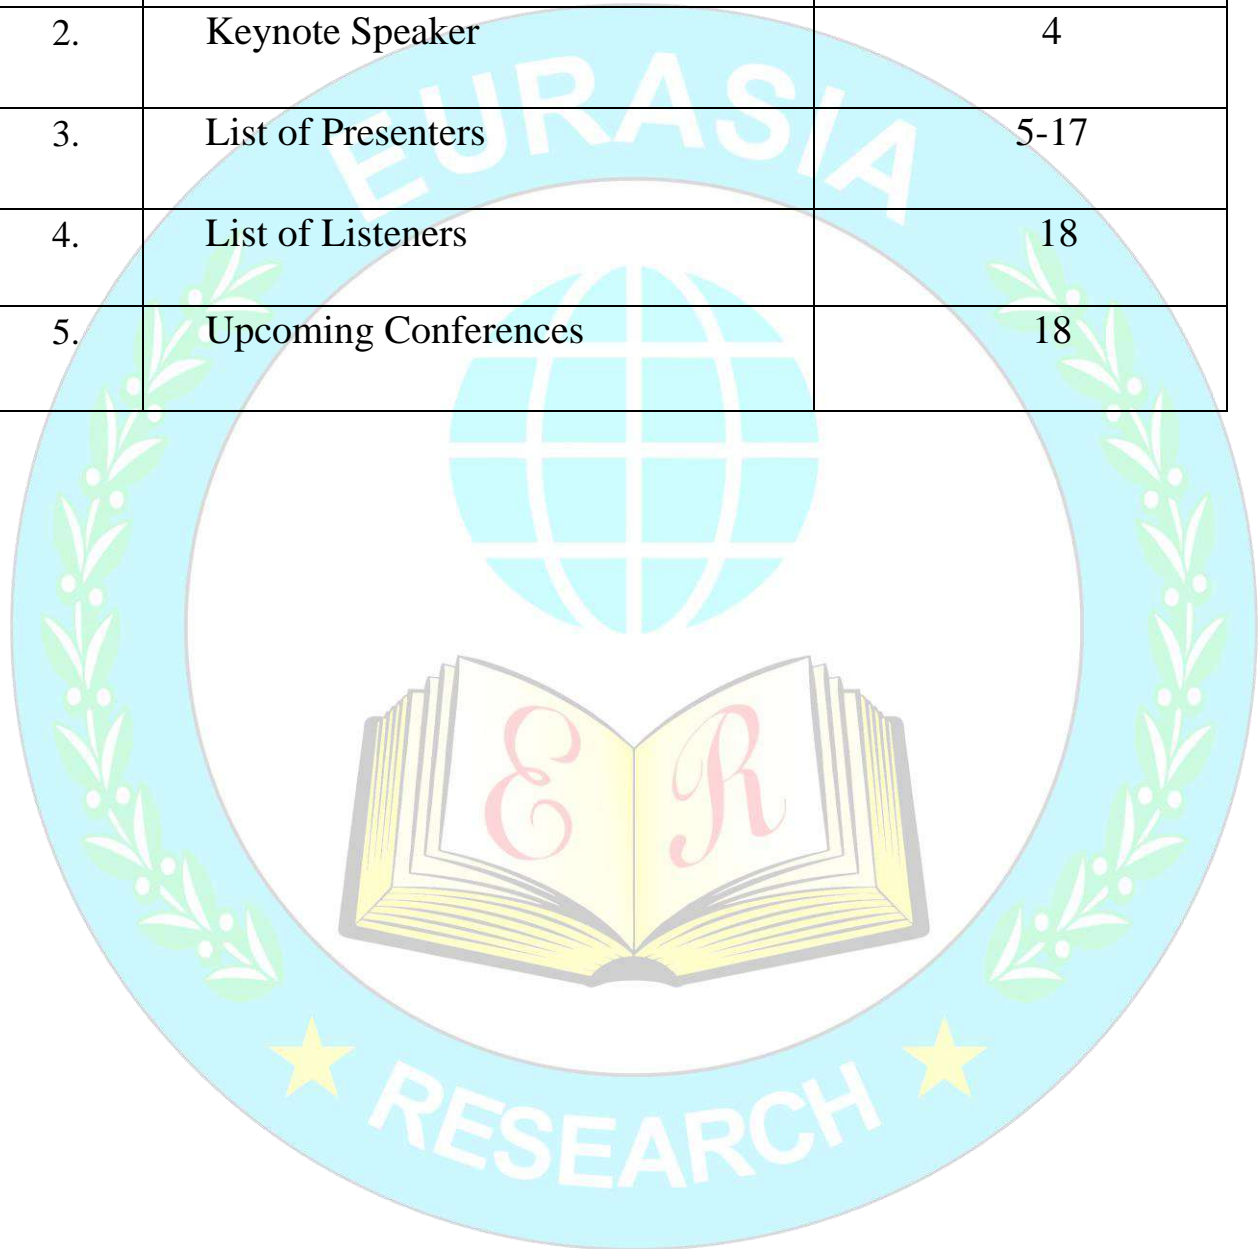 2. Keynote Speaker 4
3. List of Presenters 5-17
4. List of Listeners 18
5. Upcoming Conferences 18
EURASIA
ER
RESEARCH